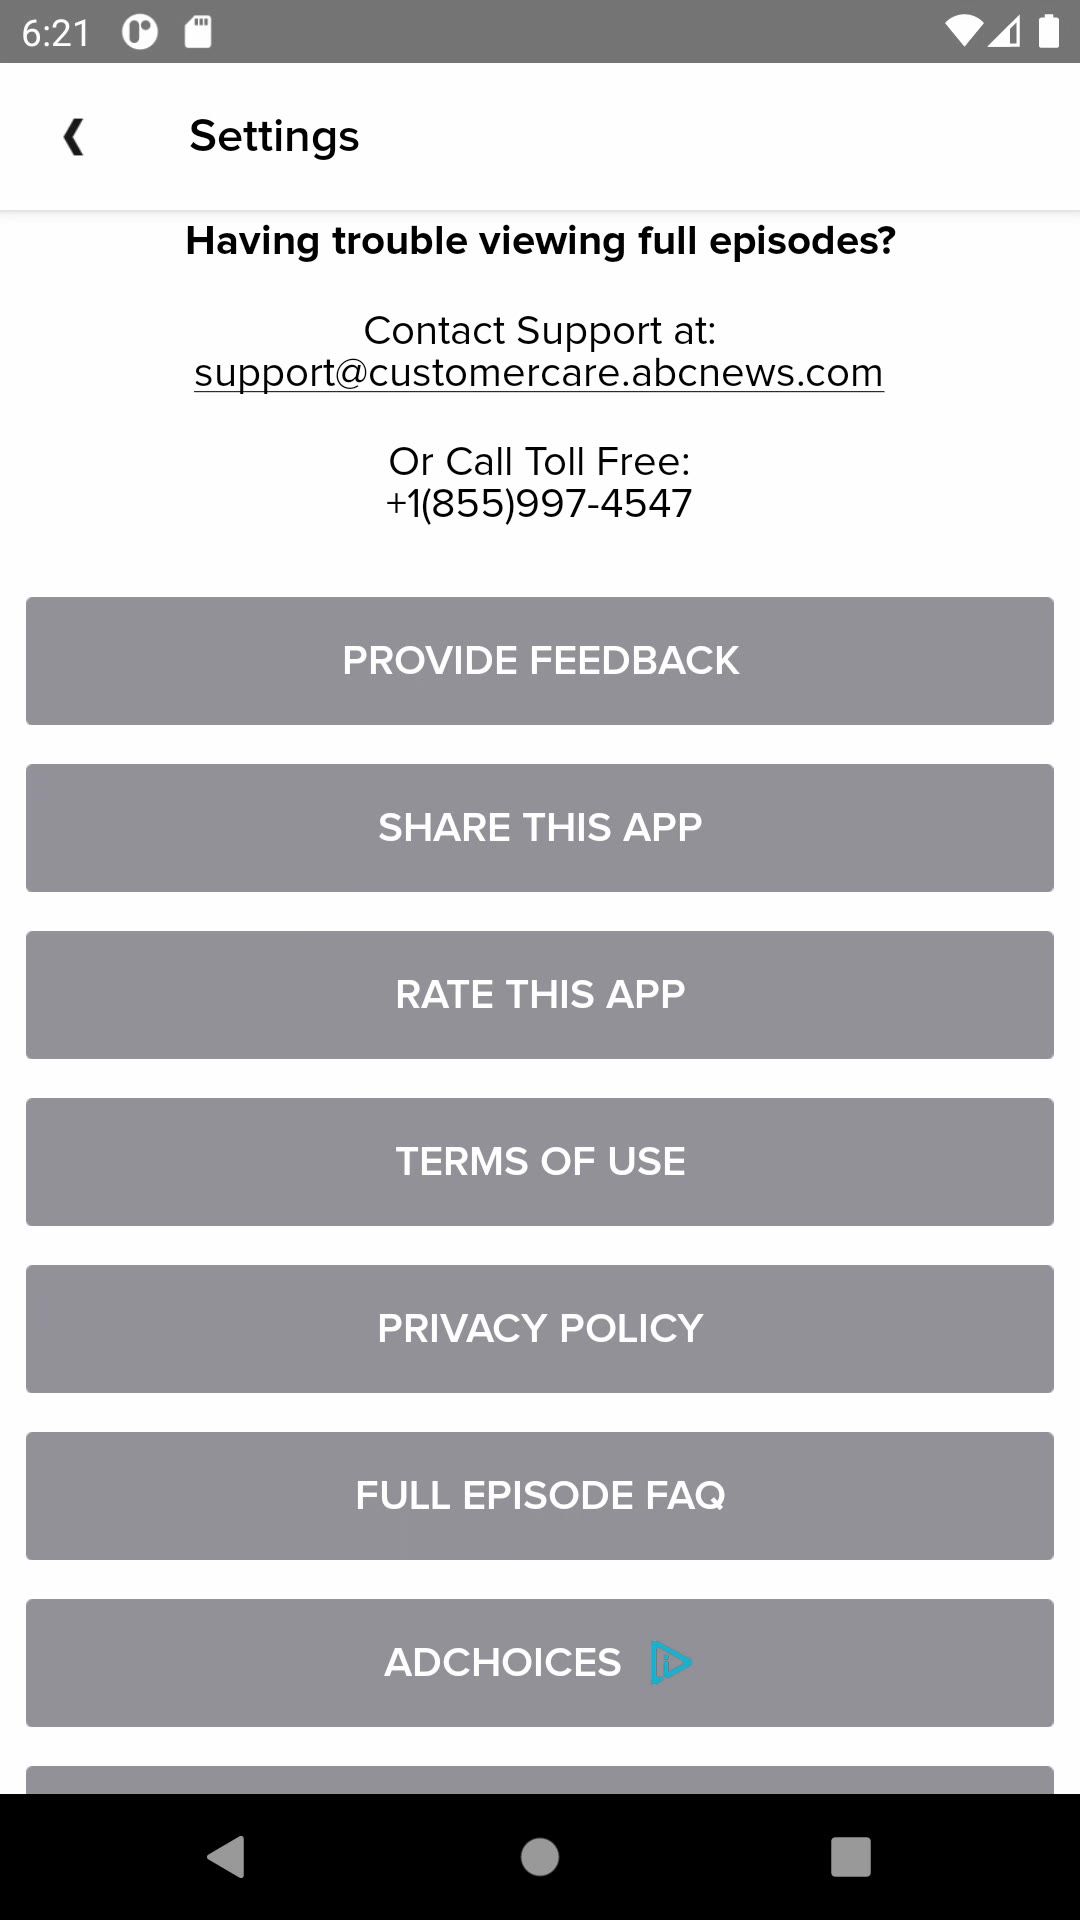 6:21
Settings
Having trouble viewing full episodes?
Contact Support at:
support@customercare.abcnews.com
Or Call Toll Free:
+1(855)997-4547
PROVIDE FEEDBACK
SHARE THIS APP
RATE THIS APP
TERMS OF USE
PRIVACY POLICY
FULL EPISODE FAQ
ADCHOICES